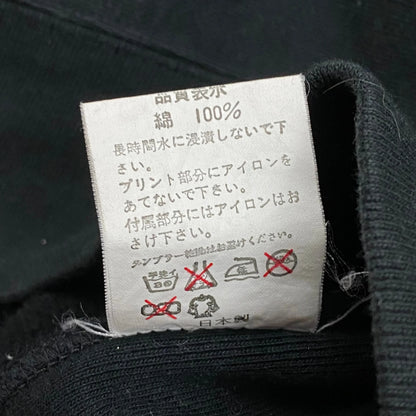 品質表示
綿 100%
長時間水に浸漬しないで下
さい。
プリント部分にアイロンを
あてないで下さい。
付属部分にはアイロンはお
さけ下さい。
タンブラー乾燥はお避けください。
手洗イ
日本製